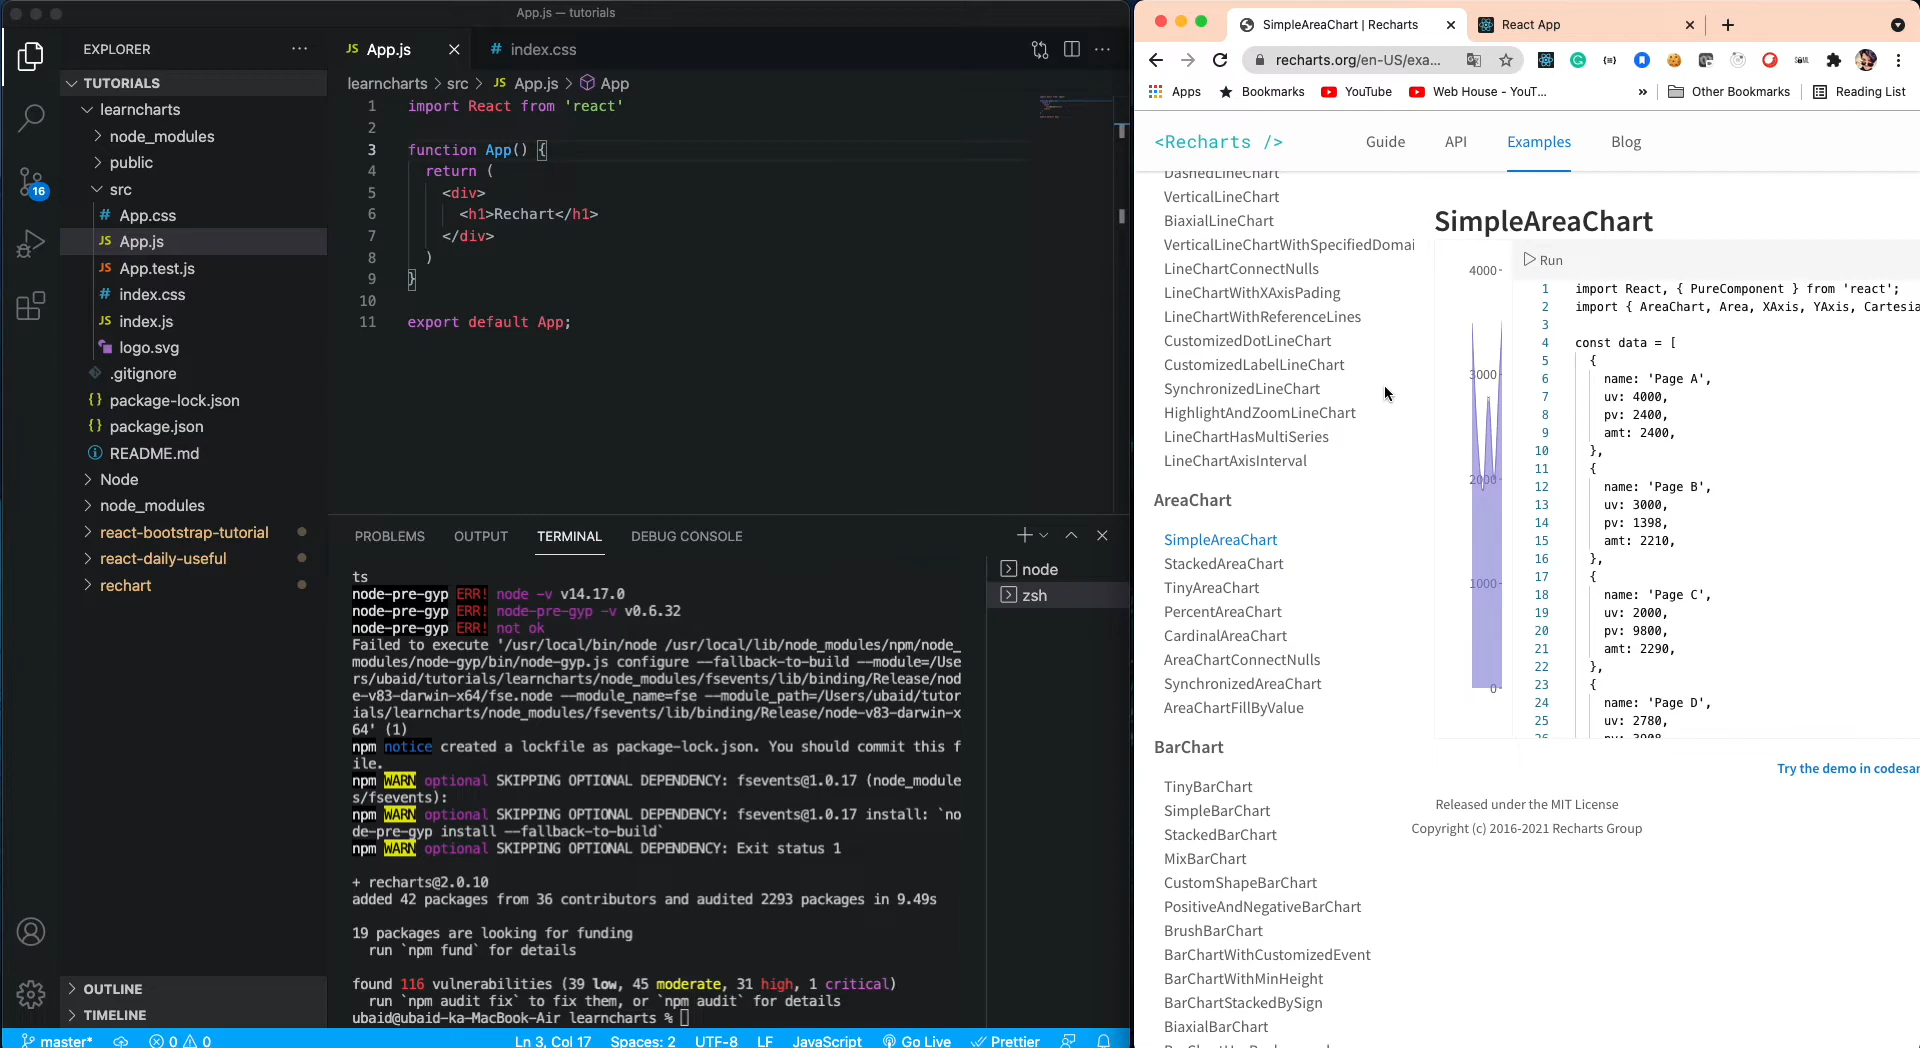 App.js — tutorials
EXPLORER
TUTORIALS
learncharts
node_modules
public
src
# App.css
JS App.js
JS App.test.js
# index.css
JS index.js
logo.svg
.gitignore
{} package-lock.json
{} package.json
README.md
Node
node_modules
react-bootstrap-tutorial
react-daily-useful
rechart
OUTLINE
TIMELINE
16
JS App.js
# index.css
learncharts > src > JS App.js > App
1 import React from 'react'
2
3 function App() {
4 return (
5 <div>
6 <h1>Rechart</h1>
7 </div>
8 )
9 }
10
11 export default App;
PROBLEMS OUTPUT TERMINAL DEBUG CONSOLE
node
zsh
ts
node-pre-gyp ERR! node -v v14.17.0
node-pre-gyp ERR! node-pre-gyp -v v0.6.32
node-pre-gyp ERR! not ok
Failed to execute '/usr/local/bin/node /usr/local/lib/node_modules/npm/node_
modules/node-gyp/bin/node-gyp.js configure --fallback-to-build --module=/Use
rs/ubaid/tutorials/learncharts/node_modules/fsevents/lib/binding/Release/nod
e-v83-darwin-x64/fse.node --module_name=fse --module_path=/Users/ubaid/tutor
ials/learncharts/node_modules/fsevents/lib/binding/Release/node-v83-darwin-x
64' (1)
npm notice created a lockfile as package-lock.json. You should commit this f
ile.
npm WARN optional SKIPPING OPTIONAL DEPENDENCY: fsevents@1.0.17 (node_module
s/fsevents):
npm WARN optional SKIPPING OPTIONAL DEPENDENCY: fsevents@1.0.17 install: `no
de-pre-gyp install --fallback-to-build`
npm WARN optional SKIPPING OPTIONAL DEPENDENCY: Exit status 1
+ recharts@2.0.10
added 42 packages from 36 contributors and audited 2293 packages in 9.49s
19 packages are looking for funding
run `npm fund` for details
found 116 vulnerabilities (39 low, 45 moderate, 31 high, 1 critical)
run `npm audit fix` to fix them, or `npm audit` for details
ubaid@ubaid-ka-MacBook-Air learncharts %
master* 0 0 Ln 3, Col 17 Spaces: 2 UTF-8 LF JavaScript Go Live Prettier
SimpleAreaChart | Recharts
React App
recharts.org/en-US/exa...
Apps Bookmarks YouTube Web House - YouT... » Other Bookmarks Reading List
<Recharts /> Guide API Examples Blog
DashedLineChart
VerticalLineChart
BiaxialLineChart
VerticalLineChartWithSpecifiedDomai
LineChartConnectNulls
LineChartWithXAxisPading
LineChartWithReferenceLines
CustomizedDotLineChart
CustomizedLabelLineChart
SynchronizedLineChart
HighlightAndZoomLineChart
LineChartHasMultiSeries
LineChartAxisInterval
AreaChart
SimpleAreaChart
StackedAreaChart
TinyAreaChart
PercentAreaChart
CardinalAreaChart
AreaChartConnectNulls
SynchronizedAreaChart
AreaChartFillByValue
BarChart
TinyBarChart
SimpleBarChart
StackedBarChart
MixBarChart
CustomShapeBarChart
PositiveAndNegativeBarChart
BrushBarChart
BarChartWithCustomizedEvent
BarChartWithMinHeight
BarChartStackedBySign
BiaxialBarChart
SimpleAreaChart
4000
3000
2000
1000
0
Run
1 import React, { PureComponent } from 'react';
2 import { AreaChart, Area, XAxis, YAxis, Cartesia
3
4 const data = [
5 {
6 name: 'Page A',
7 uv: 4000,
8 pv: 2400,
9 amt: 2400,
10 },
11 {
12 name: 'Page B',
13 uv: 3000,
14 pv: 1398,
15 amt: 2210,
16 },
17 {
18 name: 'Page C',
19 uv: 2000,
20 pv: 9800,
21 amt: 2290,
22 },
23 {
24 name: 'Page D',
25 uv: 2780,
26 pv: 3908,
Try the demo in codesan
Released under the MIT License
Copyright (c) 2016-2021 Recharts Group